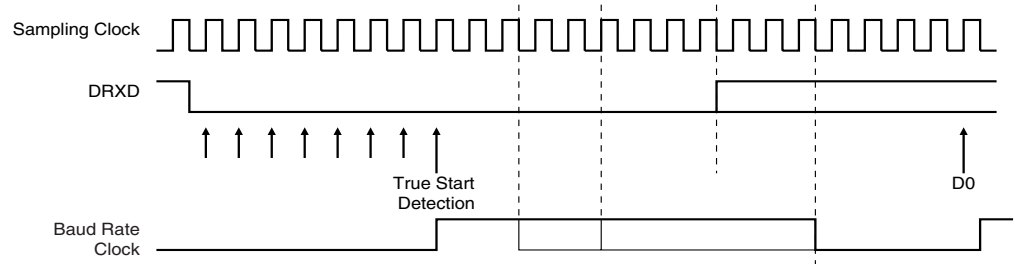 Sampling Clock
DRXD
True Start
Detection
D0
Baud Rate
Clock